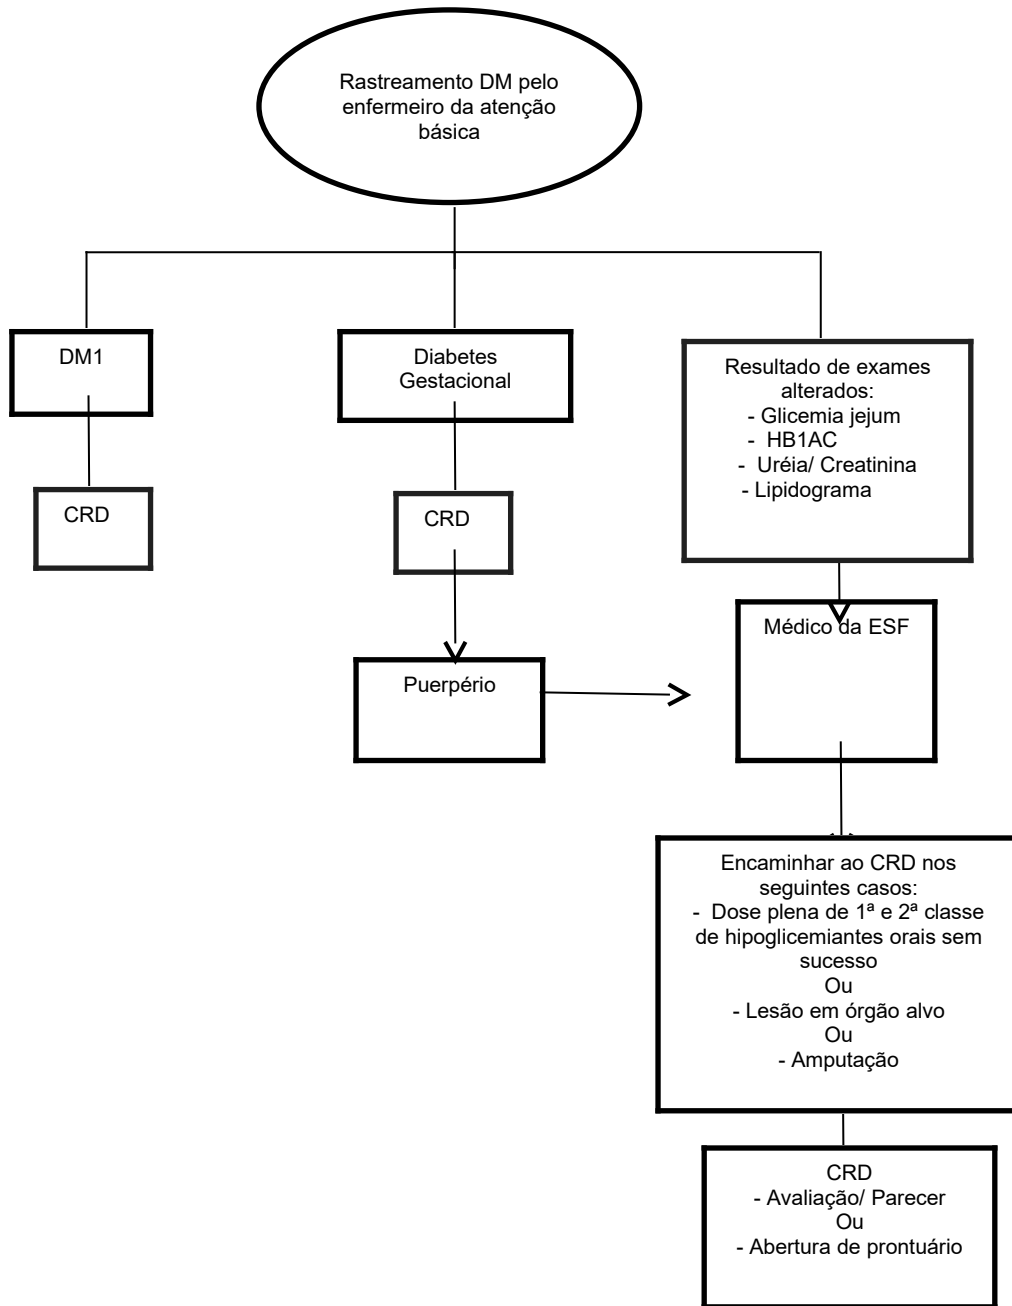 Rastreamento DM pelo
enfermeiro da atenção
básica
DM1
Diabetes
Gestacional
Resultado de exames
alterados:
- Glicemia jejum
- HB1AC
- Uréia/ Creatinina
- Lipidograma
CRD
CRD
Médico da ESF
Puerpério
Encaminhar ao CRD nos
seguintes casos:
- Dose plena de 1ª e 2ª classe
de hipoglicemiantes orais sem
sucesso
Ou
- Lesão em órgão alvo
Ou
- Amputação
CRD
- Avaliação/ Parecer
Ou
- Abertura de prontuário